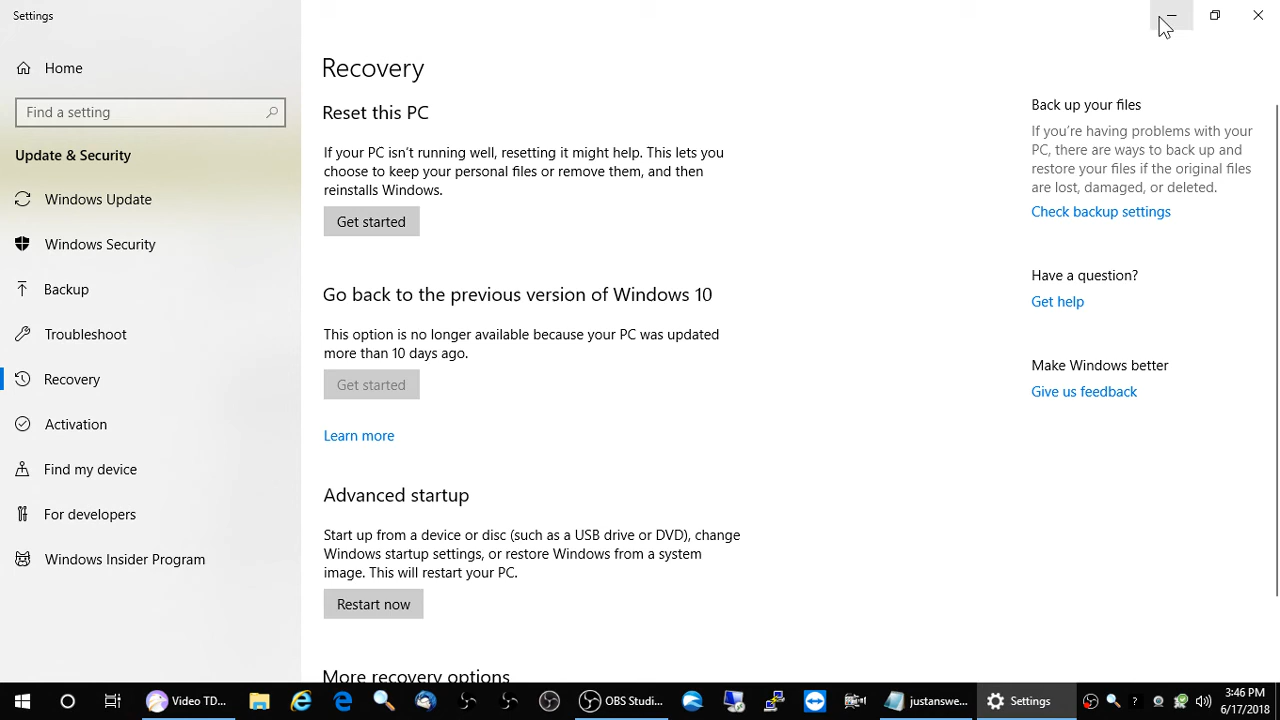 Settings
Home
Find a setting
Update & Security
Windows Update
Windows Security
Backup
Troubleshoot
Recovery
Activation
Find my device
For developers
Windows Insider Program
Recovery
Reset this PC
If your PC isn't running well, resetting it might help. This lets you
choose to keep your personal files or remove them, and then
reinstalls Windows.
Get started
Go back to the previous version of Windows 10
This option is no longer available because your PC was updated
more than 10 days ago.
Get started
Learn more
Advanced startup
Start up from a device or disc (such as a USB drive or DVD), change
Windows startup settings, or restore Windows from a system
image. This will restart your PC.
Restart now
More recovery options
Back up your files
If you're having problems with your
PC, there are ways to back up and
restore your files if the original files
are lost, damaged, or deleted.
Check backup settings
Have a question?
Get help
Make Windows better
Give us feedback
Video TD...
OBS Studi...
justanswe...
Settings
3:46 PM
6/17/2018